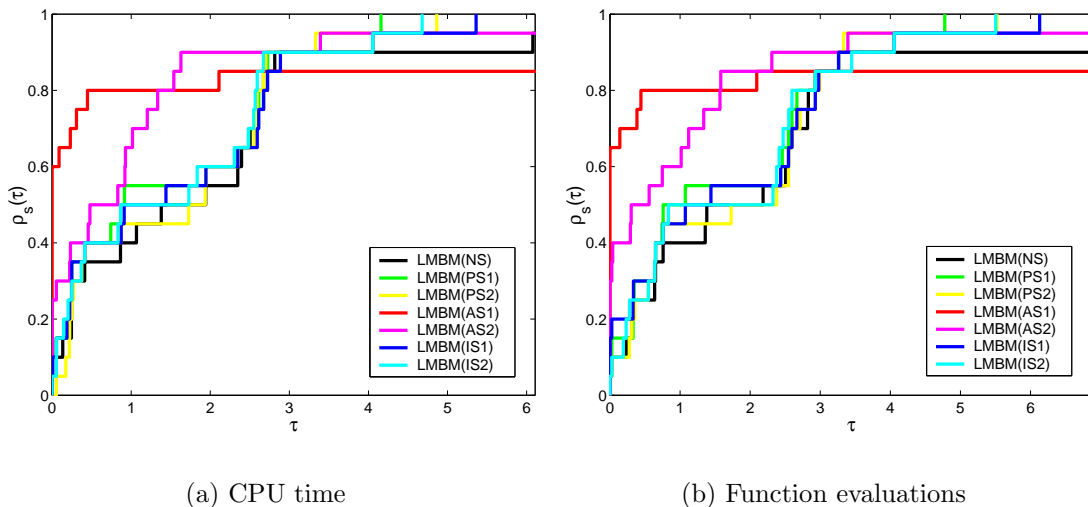 1
0.8
0.6
0.4
0.2
0
ρs(τ)
0 1 2 3 4 5 6
τ
LMBM(NS)
LMBM(PS1)
LMBM(PS2)
LMBM(AS1)
LMBM(AS2)
LMBM(IS1)
LMBM(IS2)
(a) CPU time
1
0.8
0.6
0.4
0.2
0
ρs(τ)
0 1 2 3 4 5 6
τ
LMBM(NS)
LMBM(PS1)
LMBM(PS2)
LMBM(AS1)
LMBM(AS2)
LMBM(IS1)
LMBM(IS2)
(b) Function evaluations